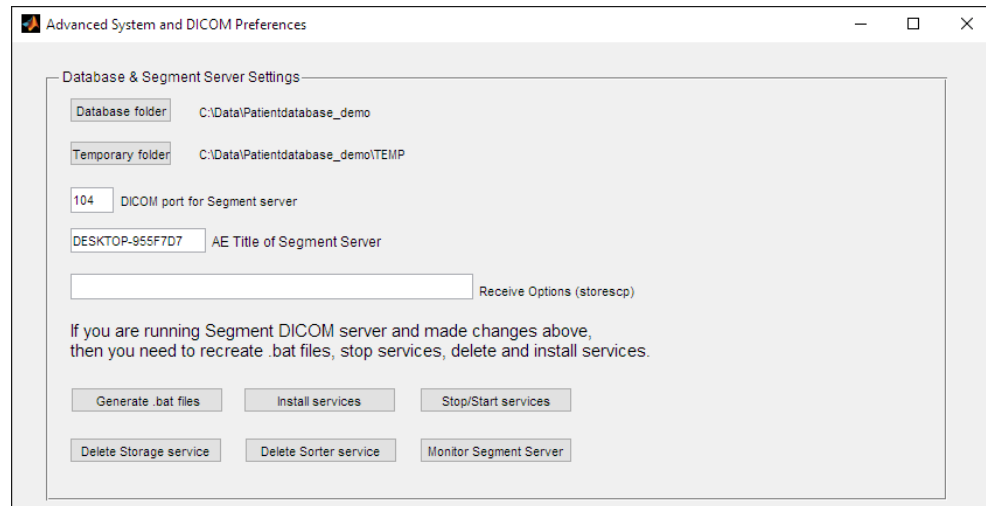 Advanced System and DICOM Preferences
Database & Segment Server Settings
Database folder C:\Data\Patientdatabase_demo
Temporary folder C:\Data\Patientdatabase_demo\TEMP
104 DICOM port for Segment server
DESKTOP-955F7D7 AE Title of Segment Server
Receive Options (storescp)
If you are running Segment DICOM server and made changes above,
then you need to recreate .bat files, stop services, delete and install services.
Generate .bat files Install services Stop/Start services
Delete Storage service Delete Sorter service Monitor Segment Server